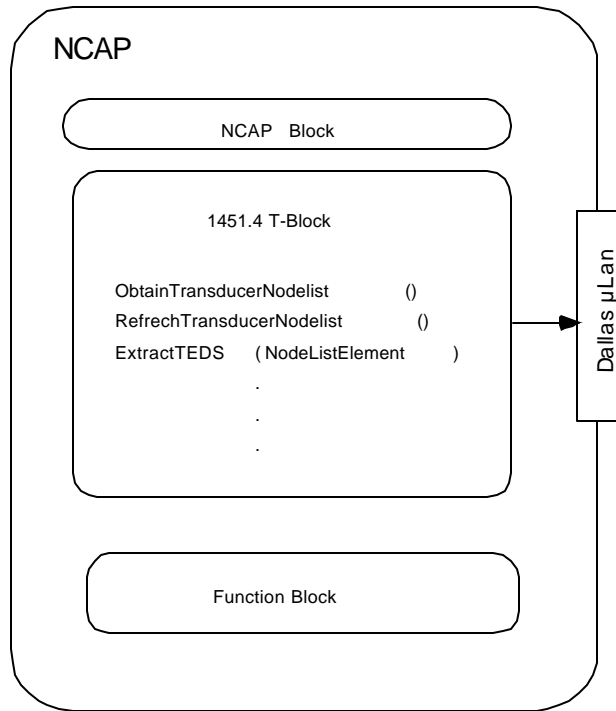 NCAP
NCAP Block
1451.4 T-Block
ObtainTransducerNodelist ()
RefrechTransducerNodelist ()
ExtractTEDS ( NodeListElement )
.
.
.
Dallas µLan
Function Block